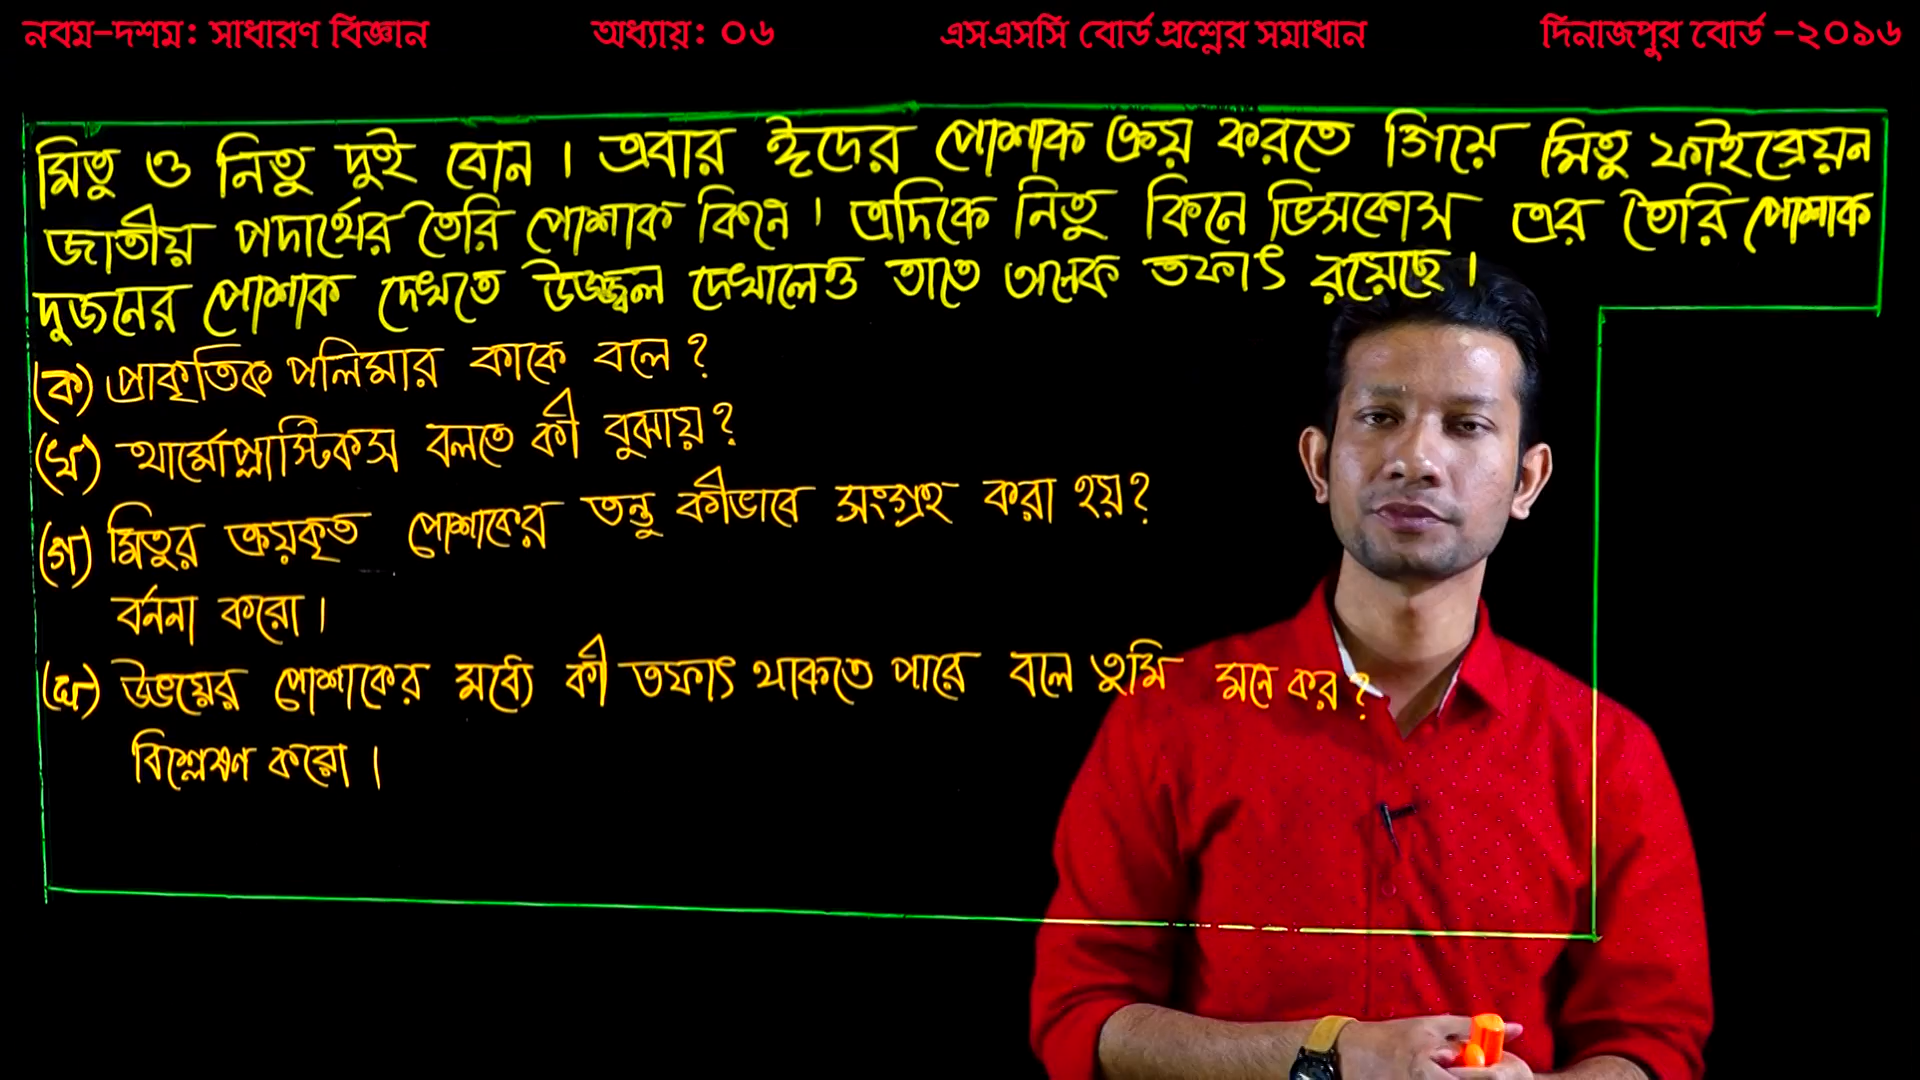 নবম-দশম: সাধারণ বিজ্ঞান অধ্যায়: ০৬ এসএসসি বোর্ড প্রশ্নের সমাধান দিনাজপুর বোর্ড -২০১৬
মিতু ও নিতু দুই বোন। এবার ঈদের পোশাক ক্রয় করতে গিয়ে মিতু ফাইব্রেয়ন
জাতীয় পদার্থের তৈরি পোশাক কিনে। এদিকে নিতু কিনে ভিসকোস এর তৈরি পোশাক
দুজনের পোশাক দেখতে উজ্জ্বল দেখালেও তাতে অনেক তফাৎ রয়েছে।
(ক) প্রাকৃতিক পলিমার কাকে বলে?
(খ) থার্মোপ্লাস্টিকস বলতে কী বুঝায়?
(গ) মিতুর ক্রয়কৃত পোশাকের তন্তু কীভাবে সংগ্রহ করা হয়?
বর্ননা করো।
(ঘ) উভয়ের পোশাকের মধ্যে কী তফাৎ থাকতে পারে বলে তুমি মনে কর?
বিশ্লেষণ করো।